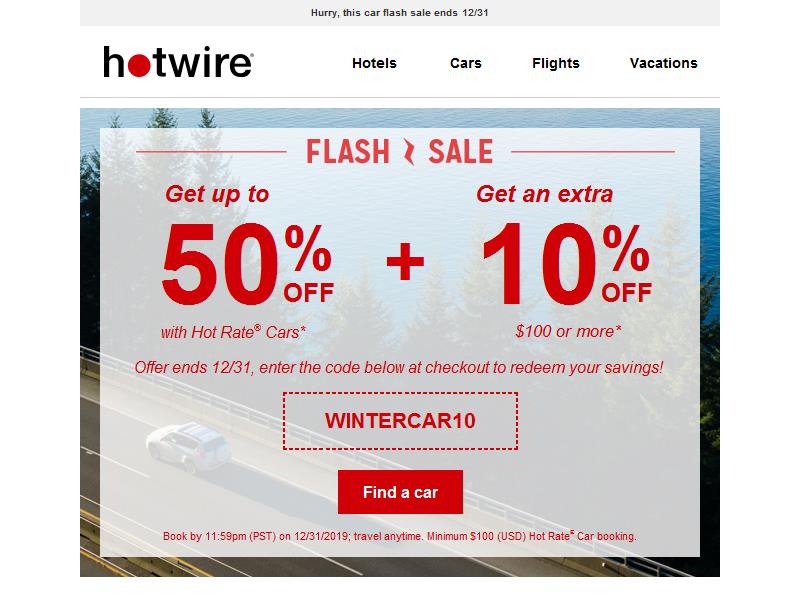 Hurry, this car flash sale ends 12/31
hotwire®
Hotels Cars Flights Vacations
FLASH SALE
Get up to
50% OFF
with Hot Rate® Cars*
+
Get an extra
10% OFF
$100 or more*
Offer ends 12/31, enter the code below at checkout to redeem your savings!
WINTERCAR10
Find a car
Book by 11:59pm (PST) on 12/31/2019; travel anytime. Minimum $100 (USD) Hot Rate® Car booking.